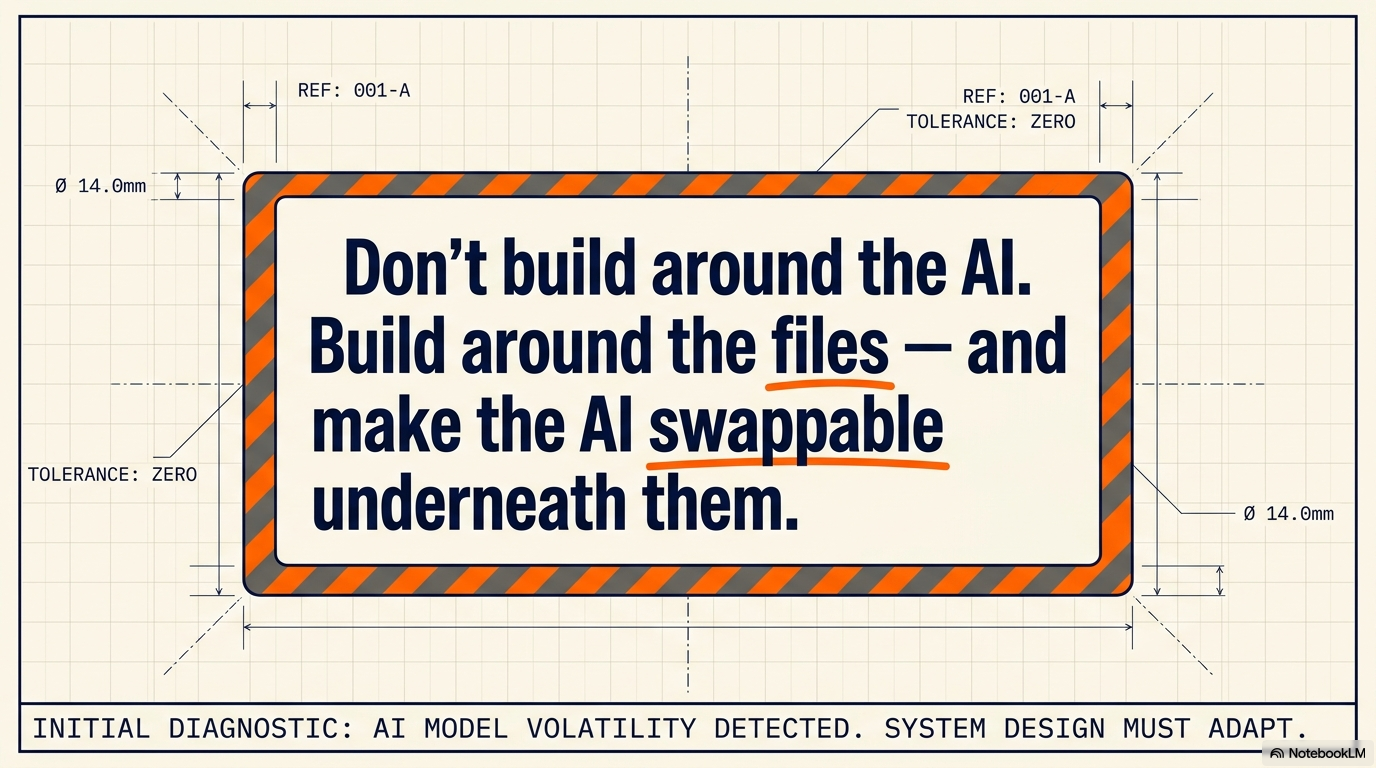 REF: 001-A
REF: 001-A
TOLERANCE: ZERO
Ø 14.0mm
Don’t build around the AI.
Build around the files — and
make the AI swappable
underneath them.
TOLERANCE: ZERO
Ø 14.0mm
INITIAL DIAGNOSTIC: AI MODEL VOLATILITY DETECTED. SYSTEM DESIGN MUST ADAPT.
NotebookLM